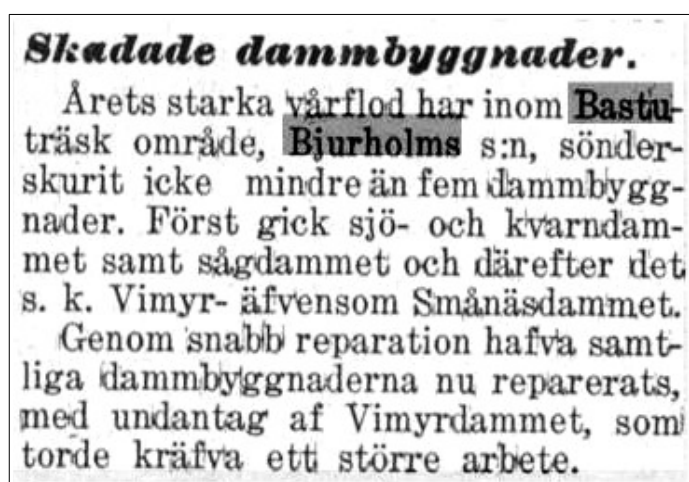 Skadade dammbyggnader.
Årets starka vårflod har inom Bastu-
träsk område, Bjurholms s:n, sönder-
skurit icke mindre än fem dammbygg-
nader. Först gick sjö- och kvarndam-
met samt sågdammet och därefter det
s. k. Vimyr- äfvensom Smånäsdammet.
Genom snabb reparation hafva samt-
liga dammbyggnaderna nu reparerats,
med undantag af Vimyrdammet, som
torde kräfva ett större arbete.